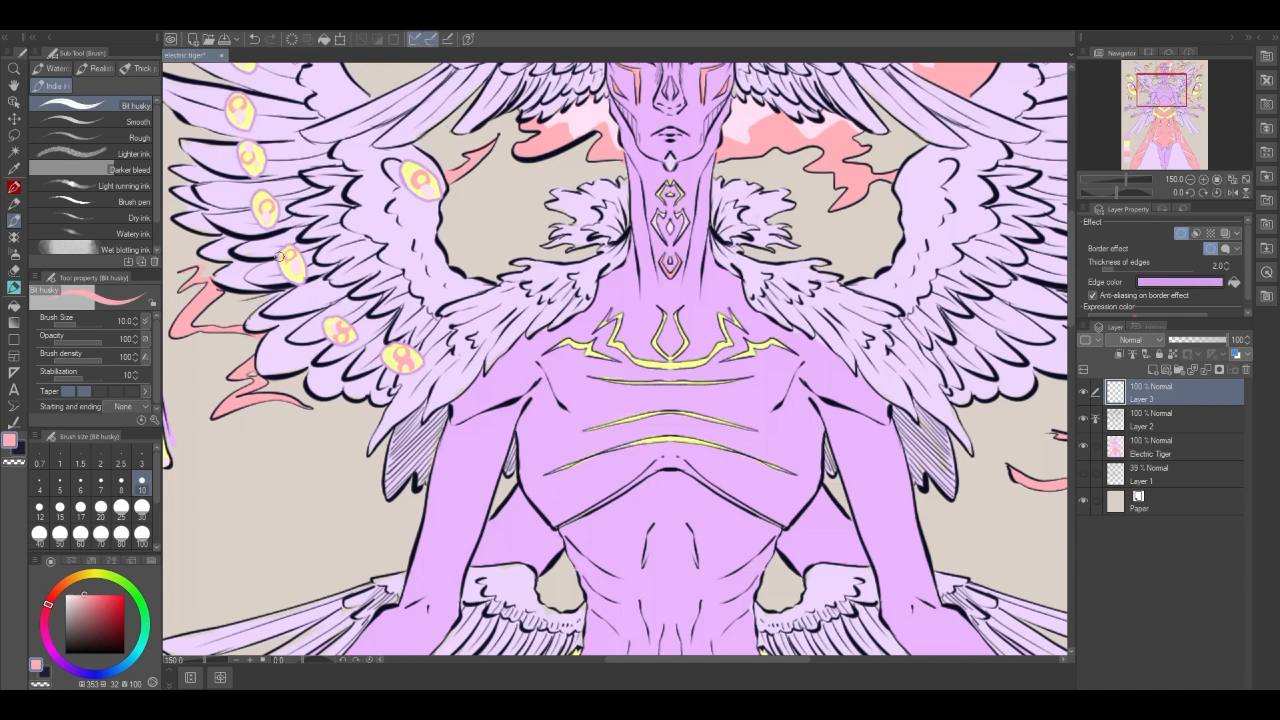 Sub Tool [Brush]
Navigator
electric tiger*
Waterc
Realisti
Thick
India in
Bit husky
Smooth
Rough
Lighter ink
Darker bleed
Light running ink
Brush pen
Dry ink
Watery ink
Wet blotting ink
150.0
0.0
Layer Property
Effect
Border effect
Thickness of edges
2.0
Edge color
Anti-aliasing on border effect
Expression color
Tool property [Bit husky]
Bit husky
Brush Size 10.0
Opacity 100
Brush density 100
Stabilization 10
Taper
Starting and ending None
Layer
Normal 100
100 % Normal
Layer 3
100 % Normal
Layer 2
100 % Normal
Electric Tiger
39 % Normal
Layer 1
Paper
Brush size [Bit husky]
0.7 1 1.5 2 2.5 3
4 5 6 7 8 10
12 15 17 20 25 30
40 50 60 70 80 100
150.0 0.0
353 32 100